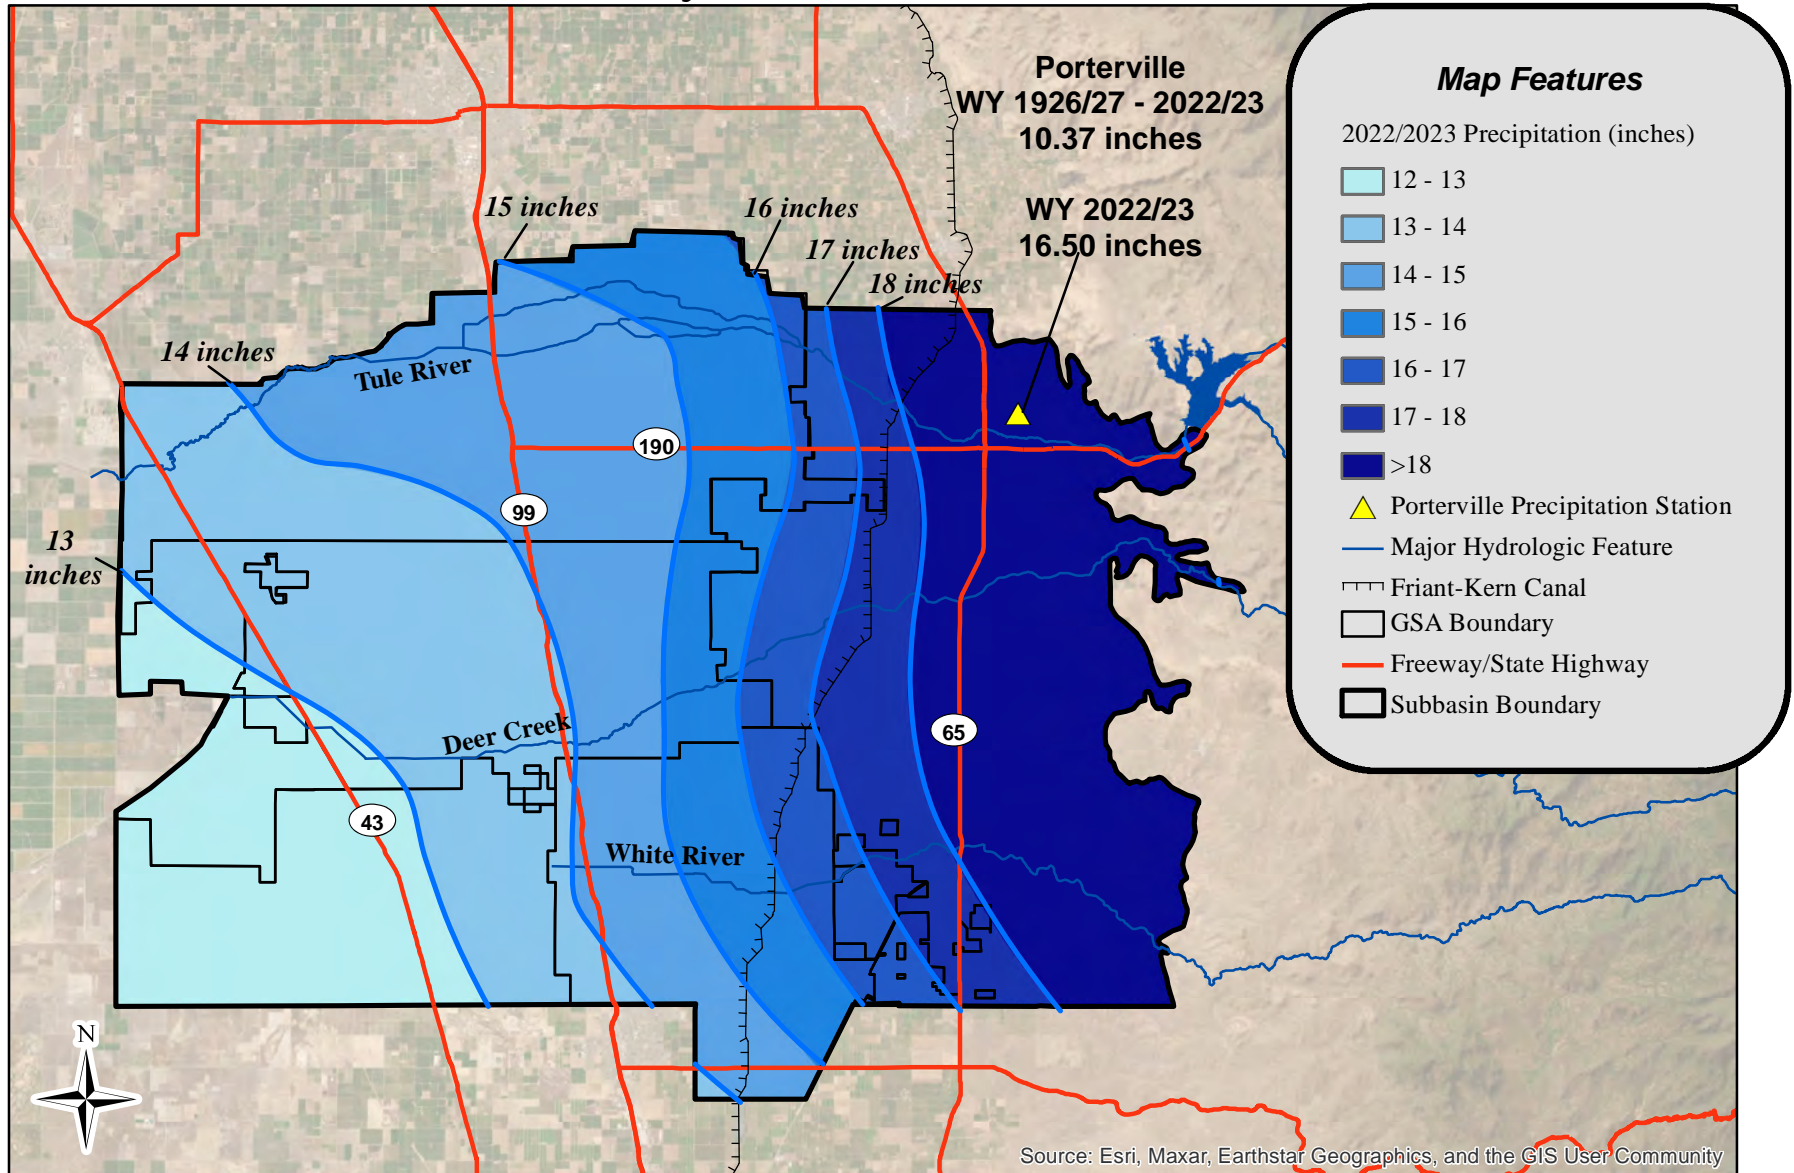 Porterville
WY 1926/27 - 2022/23
10.37 inches
WY 2022/23
16.50 inches
15 inches
16 inches
17 inches
18 inches
14 inches
13
inches
Tule River
Deer Creek
White River
190
99
65
43
N
Map Features
2022/2023 Precipitation (inches)
12 - 13
13 - 14
14 - 15
15 - 16
16 - 17
17 - 18
>18
Porterville Precipitation Station
Major Hydrologic Feature
Friant-Kern Canal
GSA Boundary
Freeway/State Highway
Subbasin Boundary
Source: Esri, Maxar, Earthstar Geographics, and the GIS User Community